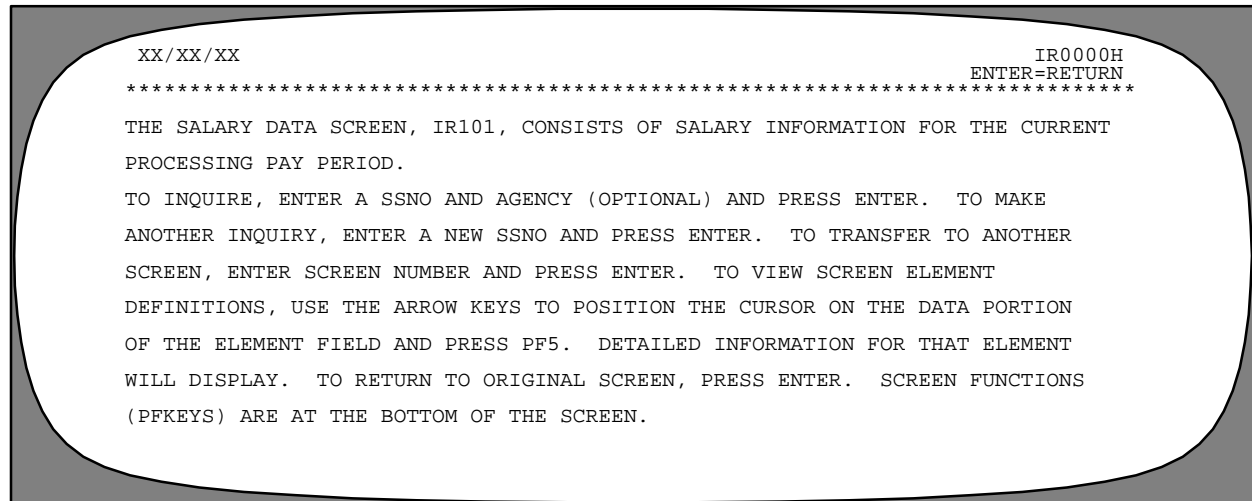 XX/XX/XX IR0000H
ENTER=RETURN
*******************************************************************************
THE SALARY DATA SCREEN, IR101, CONSISTS OF SALARY INFORMATION FOR THE CURRENT
PROCESSING PAY PERIOD.
TO INQUIRE, ENTER A SSNO AND AGENCY (OPTIONAL) AND PRESS ENTER. TO MAKE
ANOTHER INQUIRY, ENTER A NEW SSNO AND PRESS ENTER. TO TRANSFER TO ANOTHER
SCREEN, ENTER SCREEN NUMBER AND PRESS ENTER. TO VIEW SCREEN ELEMENT
DEFINITIONS, USE THE ARROW KEYS TO POSITION THE CURSOR ON THE DATA PORTION
OF THE ELEMENT FIELD AND PRESS PF5. DETAILED INFORMATION FOR THAT ELEMENT
WILL DISPLAY. TO RETURN TO ORIGINAL SCREEN, PRESS ENTER. SCREEN FUNCTIONS
(PFKEYS) ARE AT THE BOTTOM OF THE SCREEN.